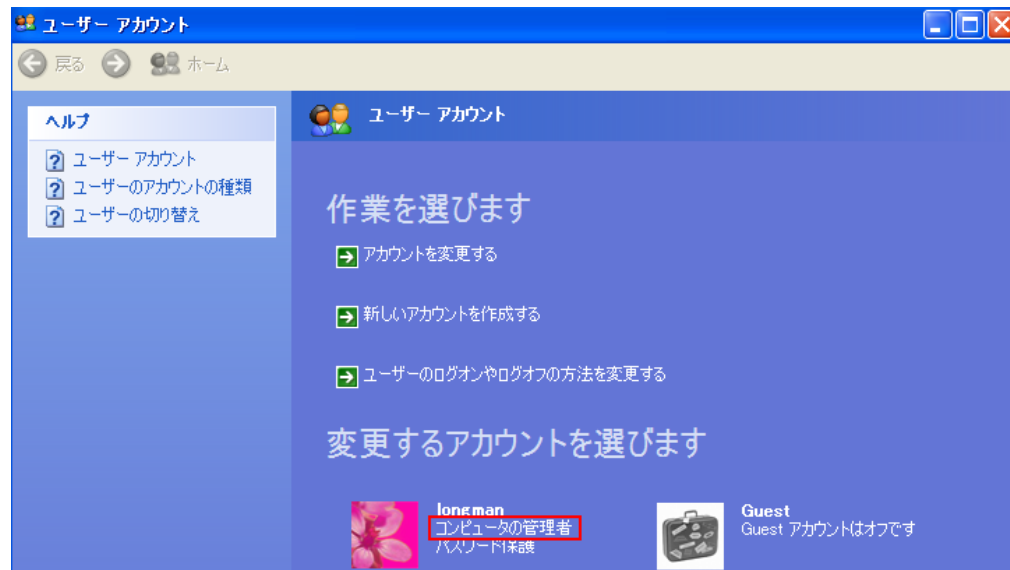 ユーザー アカウント
戻る ホーム
ヘルプ
ユーザー アカウント
ユーザーのアカウントの種類
ユーザーの切り替え
ユーザー アカウント
作業を選びます
アカウントを変更する
新しいアカウントを作成する
ユーザーのログオンやログオフの方法を変更する
変更するアカウントを選びます
longman
コンピュータの管理者
パスワード保護
Guest
Guest アカウントはオフです